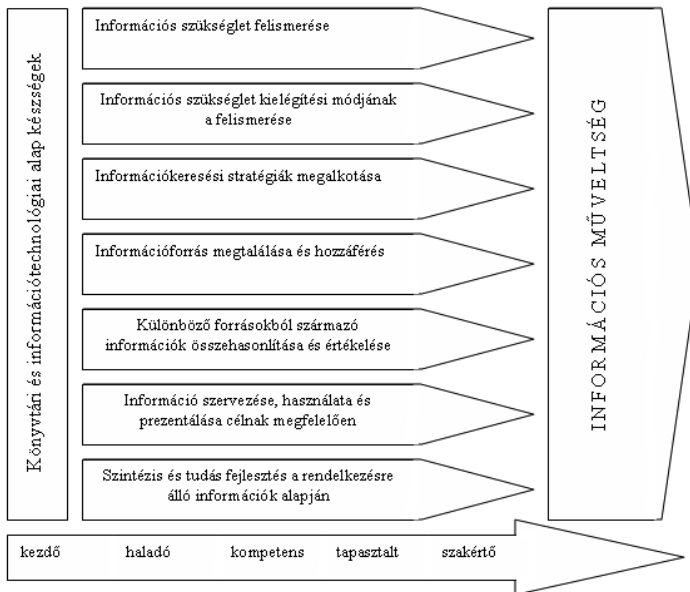 Könyvtári és információtechnológiai alap készségek
Információs szükséglet felismerése
Információs szükséglet kielégítési módjának
a felismerése
Információkeresési stratégiák megalkotása
Információforrás megtalálása és hozzáférés
Különböző forrásokból származó
információk összehasonlítása és értékelése
Információ szervezése, használata és
prezentálása célnak megfelelően
Szintézis és tudás fejlesztés a rendelkezésre
álló információk alapján
INFORMÁCIÓS MŰVELTSÉG
kezdő haladó kompetens tapasztalt szakértő